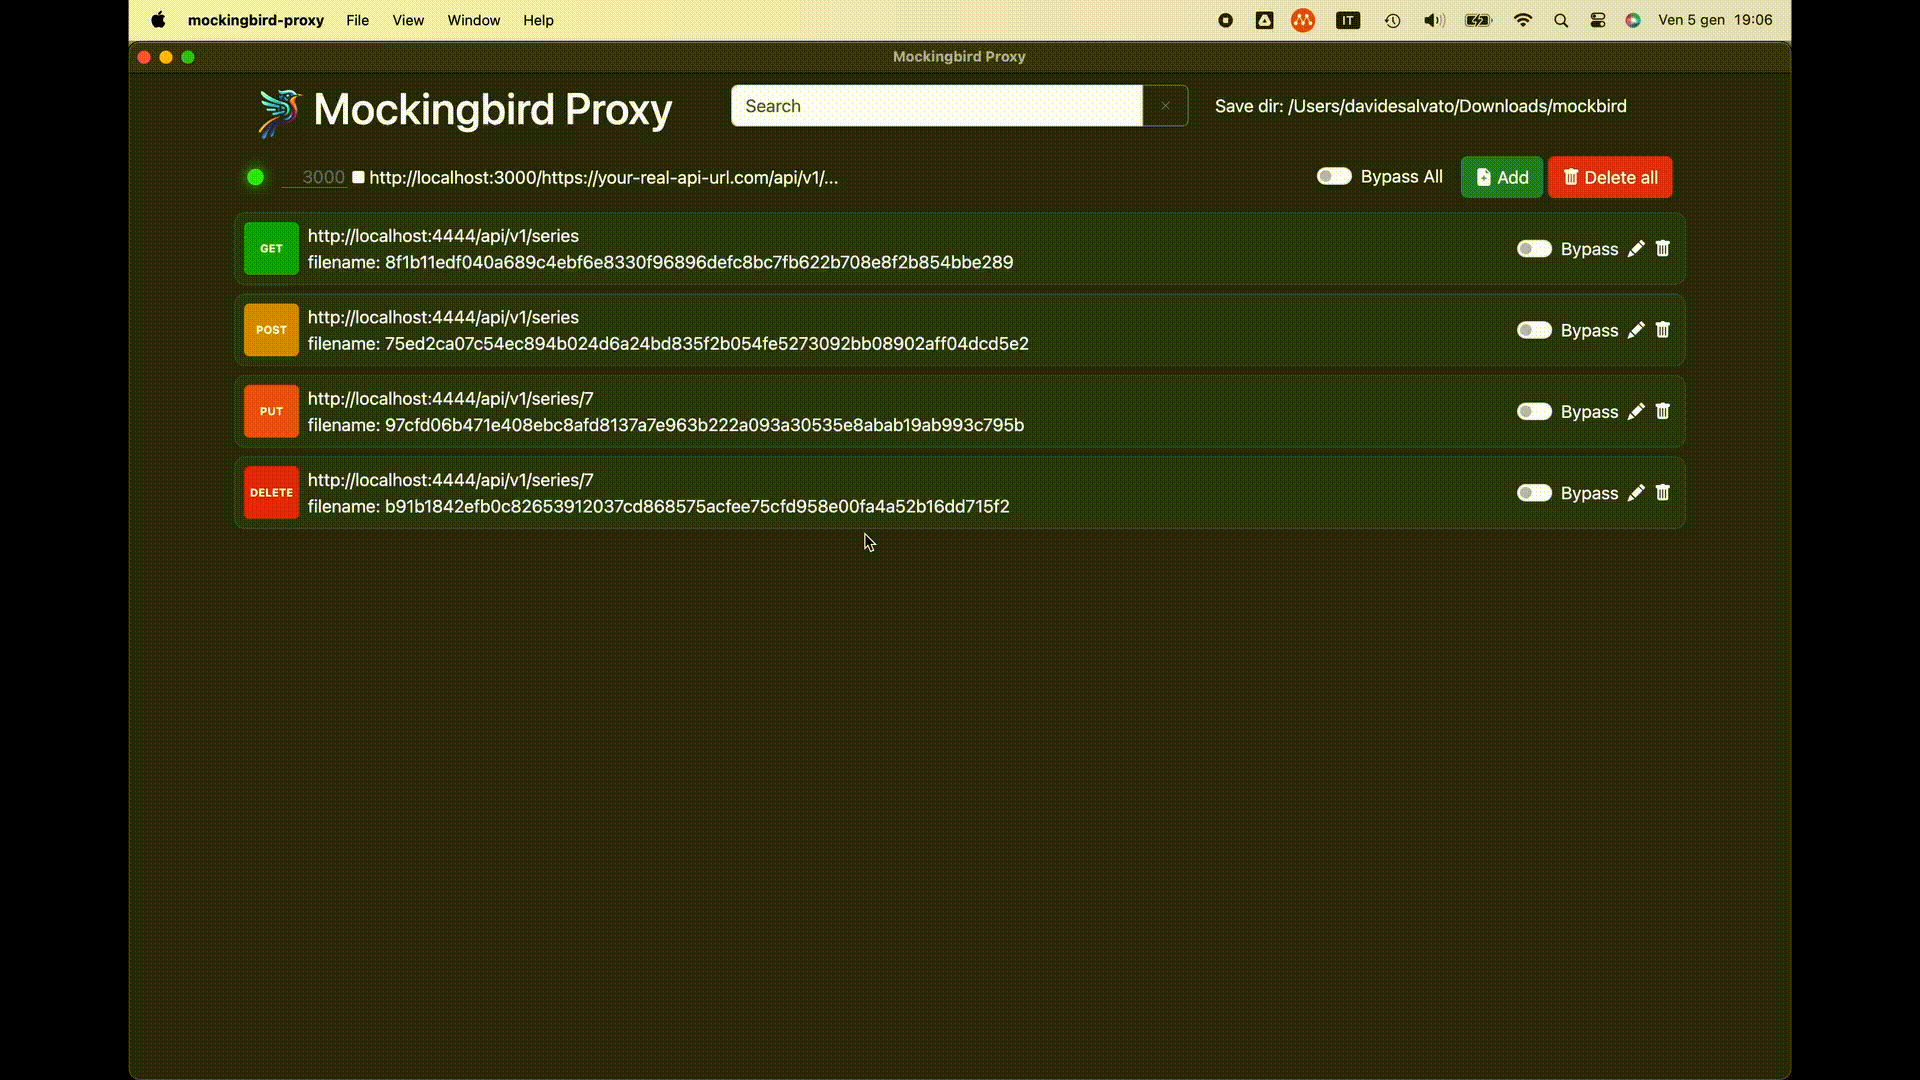 mockingbird-proxy File View Window Help IT Ven 5 gen 19:06
Mockingbird Proxy
Mockingbird Proxy Search × Save dir: /Users/davidesalvato/Downloads/mockbird
3000 http://localhost:3000/https://your-real-api-url.com/api/v1/... Bypass All Add Delete all
GET http://localhost:4444/api/v1/series
filename: 8f1b11edf040a689c4ebf6e8330f96896defc8bc7fb622b708e8f2b854bbe289 Bypass
POST http://localhost:4444/api/v1/series
filename: 75ed2ca07c54ec894b024d6a24bd835f2b054fe5273092bb08902aff04dcd5e2 Bypass
PUT http://localhost:4444/api/v1/series/7
filename: 97cfd06b471e408ebc8afd8137a7e963b222a093a30535e8abab19ab993c795b Bypass
DELETE http://localhost:4444/api/v1/series/7
filename: b91b1842efb0c82653912037cd868575acfee75cfd958e00fa4a52b16dd715f2 Bypass